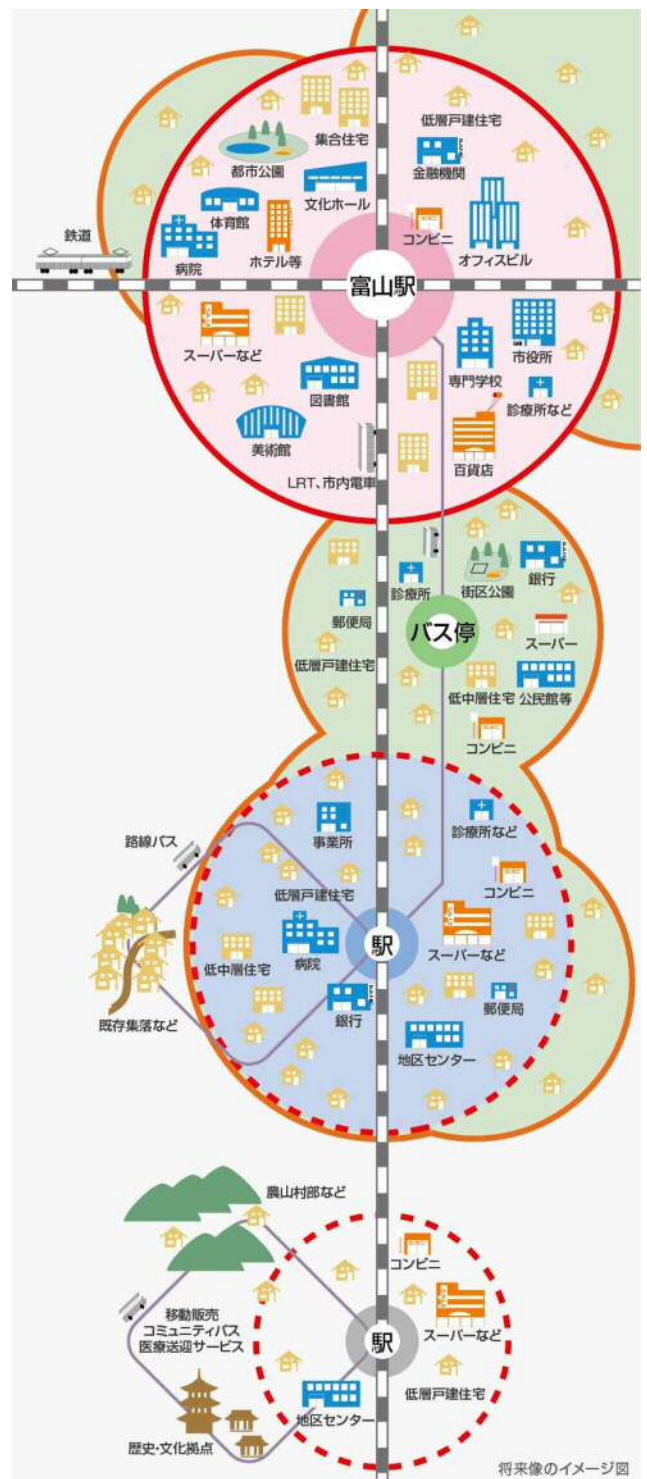 集合住宅
低層戸建住宅
都市公園
金融機関
文化ホール
体育館
コンビニ
鉄道
病院
ホテル等
オフィスビル
富山駅
スーパーなど
市役所
専門学校
図書館
診療所など
美術館
百貨店
LRT、市内電車
診療所
街区公園
銀行
郵便局
バス停
スーパー
低層戸建住宅
低中層住宅
公民館等
コンビニ
路線バス
事業所
診療所など
低層戸建住宅
コンビニ
低中層住宅
病院
駅
スーパーなど
既存集落など
銀行
郵便局
地区センター
農山村部など
コンビニ
移動販売
コミュニティバス
医療送迎サービス
駅
スーパーなど
低層戸建住宅
地区センター
歴史・文化拠点
将来像のイメージ図